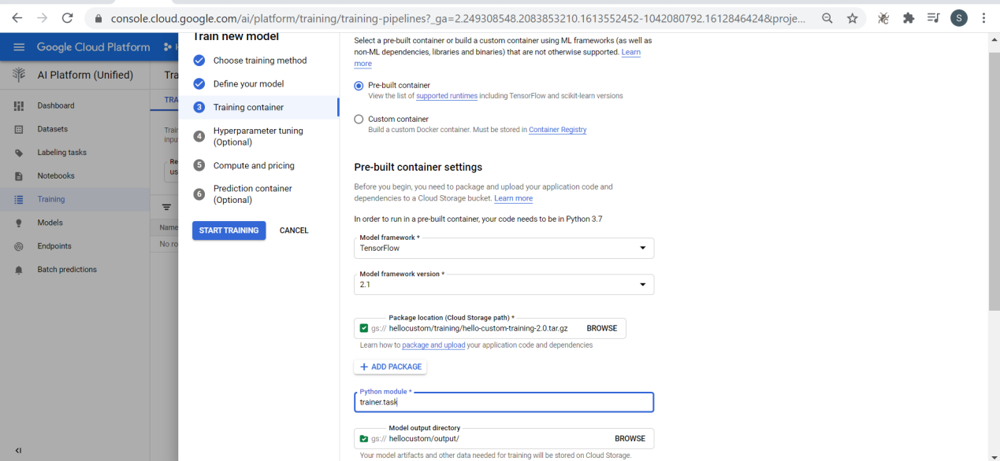 console.cloud.google.com/ai/platform/training/training-pipelines?_ga=2.249308548.2083853210.1613552452-1042080792.1612846424&proje...
S
Google Cloud Platform
AI Platform (Unified)
Tra
Dashboard
Datasets
Labeling tasks
Notebooks
Training
Models
Endpoints
Batch predictions
TRA
Train
inpu
Re
us
Name
No ro
Train new model
Choose training method
Define your model
3 Training container
4 Hyperparameter tuning
(Optional)
5 Compute and pricing
6 Prediction container
(Optional)
START TRAINING CANCEL
Select a pre-built container or build a custom container using ML frameworks (as well as
non-ML dependencies, libraries and binaries) that are not otherwise supported. Learn
more
Pre-built container
View the list of supported runtimes including TensorFlow and scikit-learn versions
Custom container
Build a custom Docker container. Must be stored in Container Registry
Pre-built container settings
Before you begin, you need to package and upload your application code and
dependencies to a Cloud Storage bucket. Learn more
In order to run in a pre-built container, your code needs to be in Python 3.7
Model framework *
TensorFlow
Model framework version *
2.1
Package location (Cloud Storage path) *
gs:// hellocustom/training/hello-custom-training-2.0.tar.gz BROWSE
Learn how to package and upload your application code and dependencies
+ ADD PACKAGE
Python module *
trainer.task
Model output directory
gs:// hellocustom/output/ BROWSE
Your model artifacts and other data needed for training will be stored on Cloud Storage.